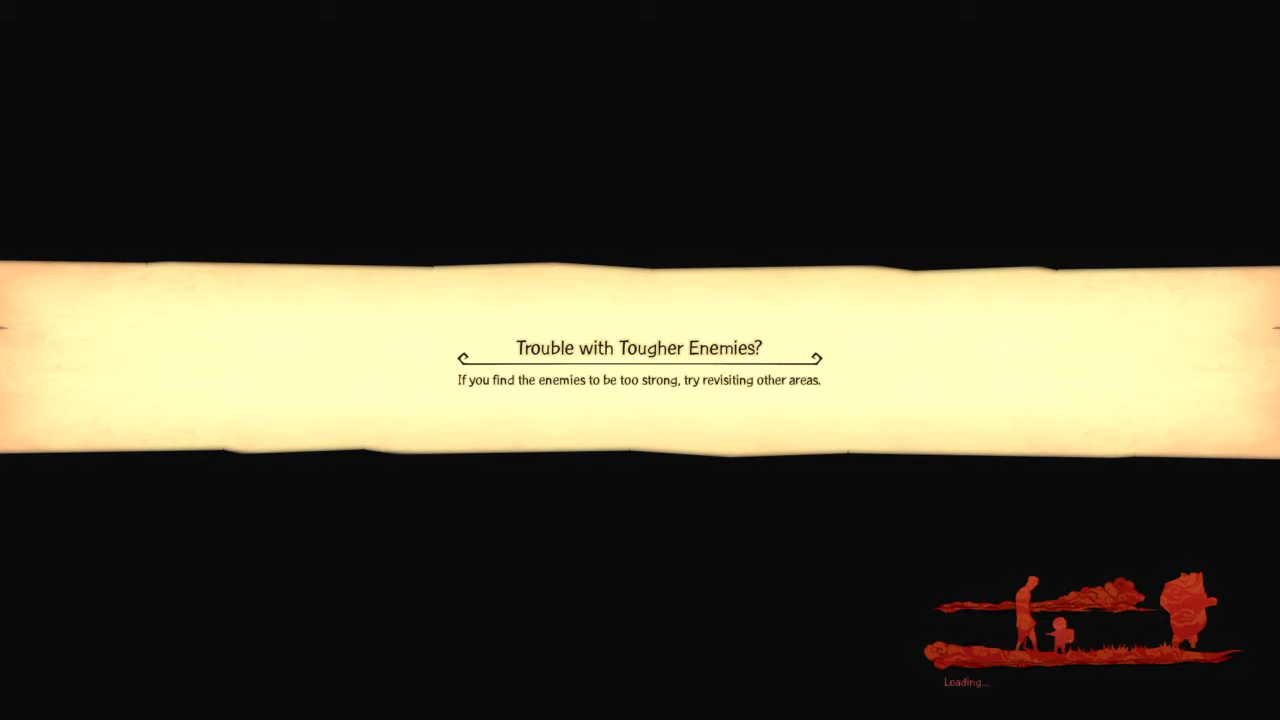 Trouble with Tougher Enemies?
If you find the enemies to be too strong, try revisiting other areas.
Loading...